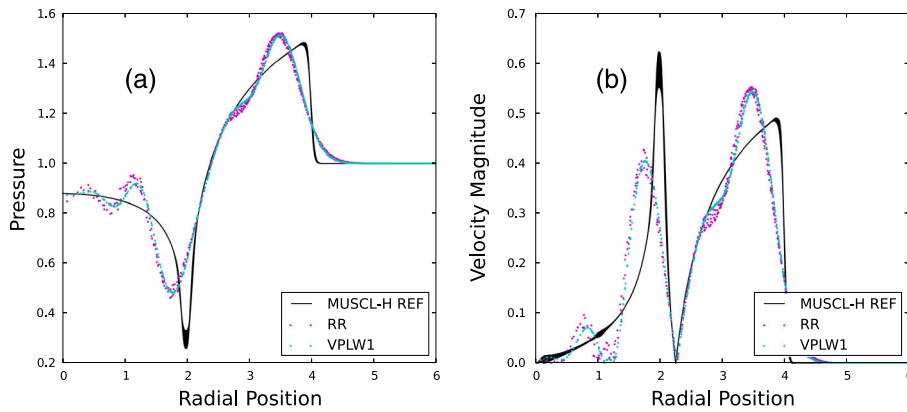 1.6
1.4
1.2
1.0
0.8
0.6
0.4
0.2
Pressure
(a)
MUSCL-H REF
RR
VPLW1
0 1 2 3 4 5 6
Radial Position
0.7
0.6
0.5
0.4
0.3
0.2
0.1
0.0
Velocity Magnitude
(b)
MUSCL-H REF
RR
VPLW1
0 1 2 3 4 5 6
Radial Position